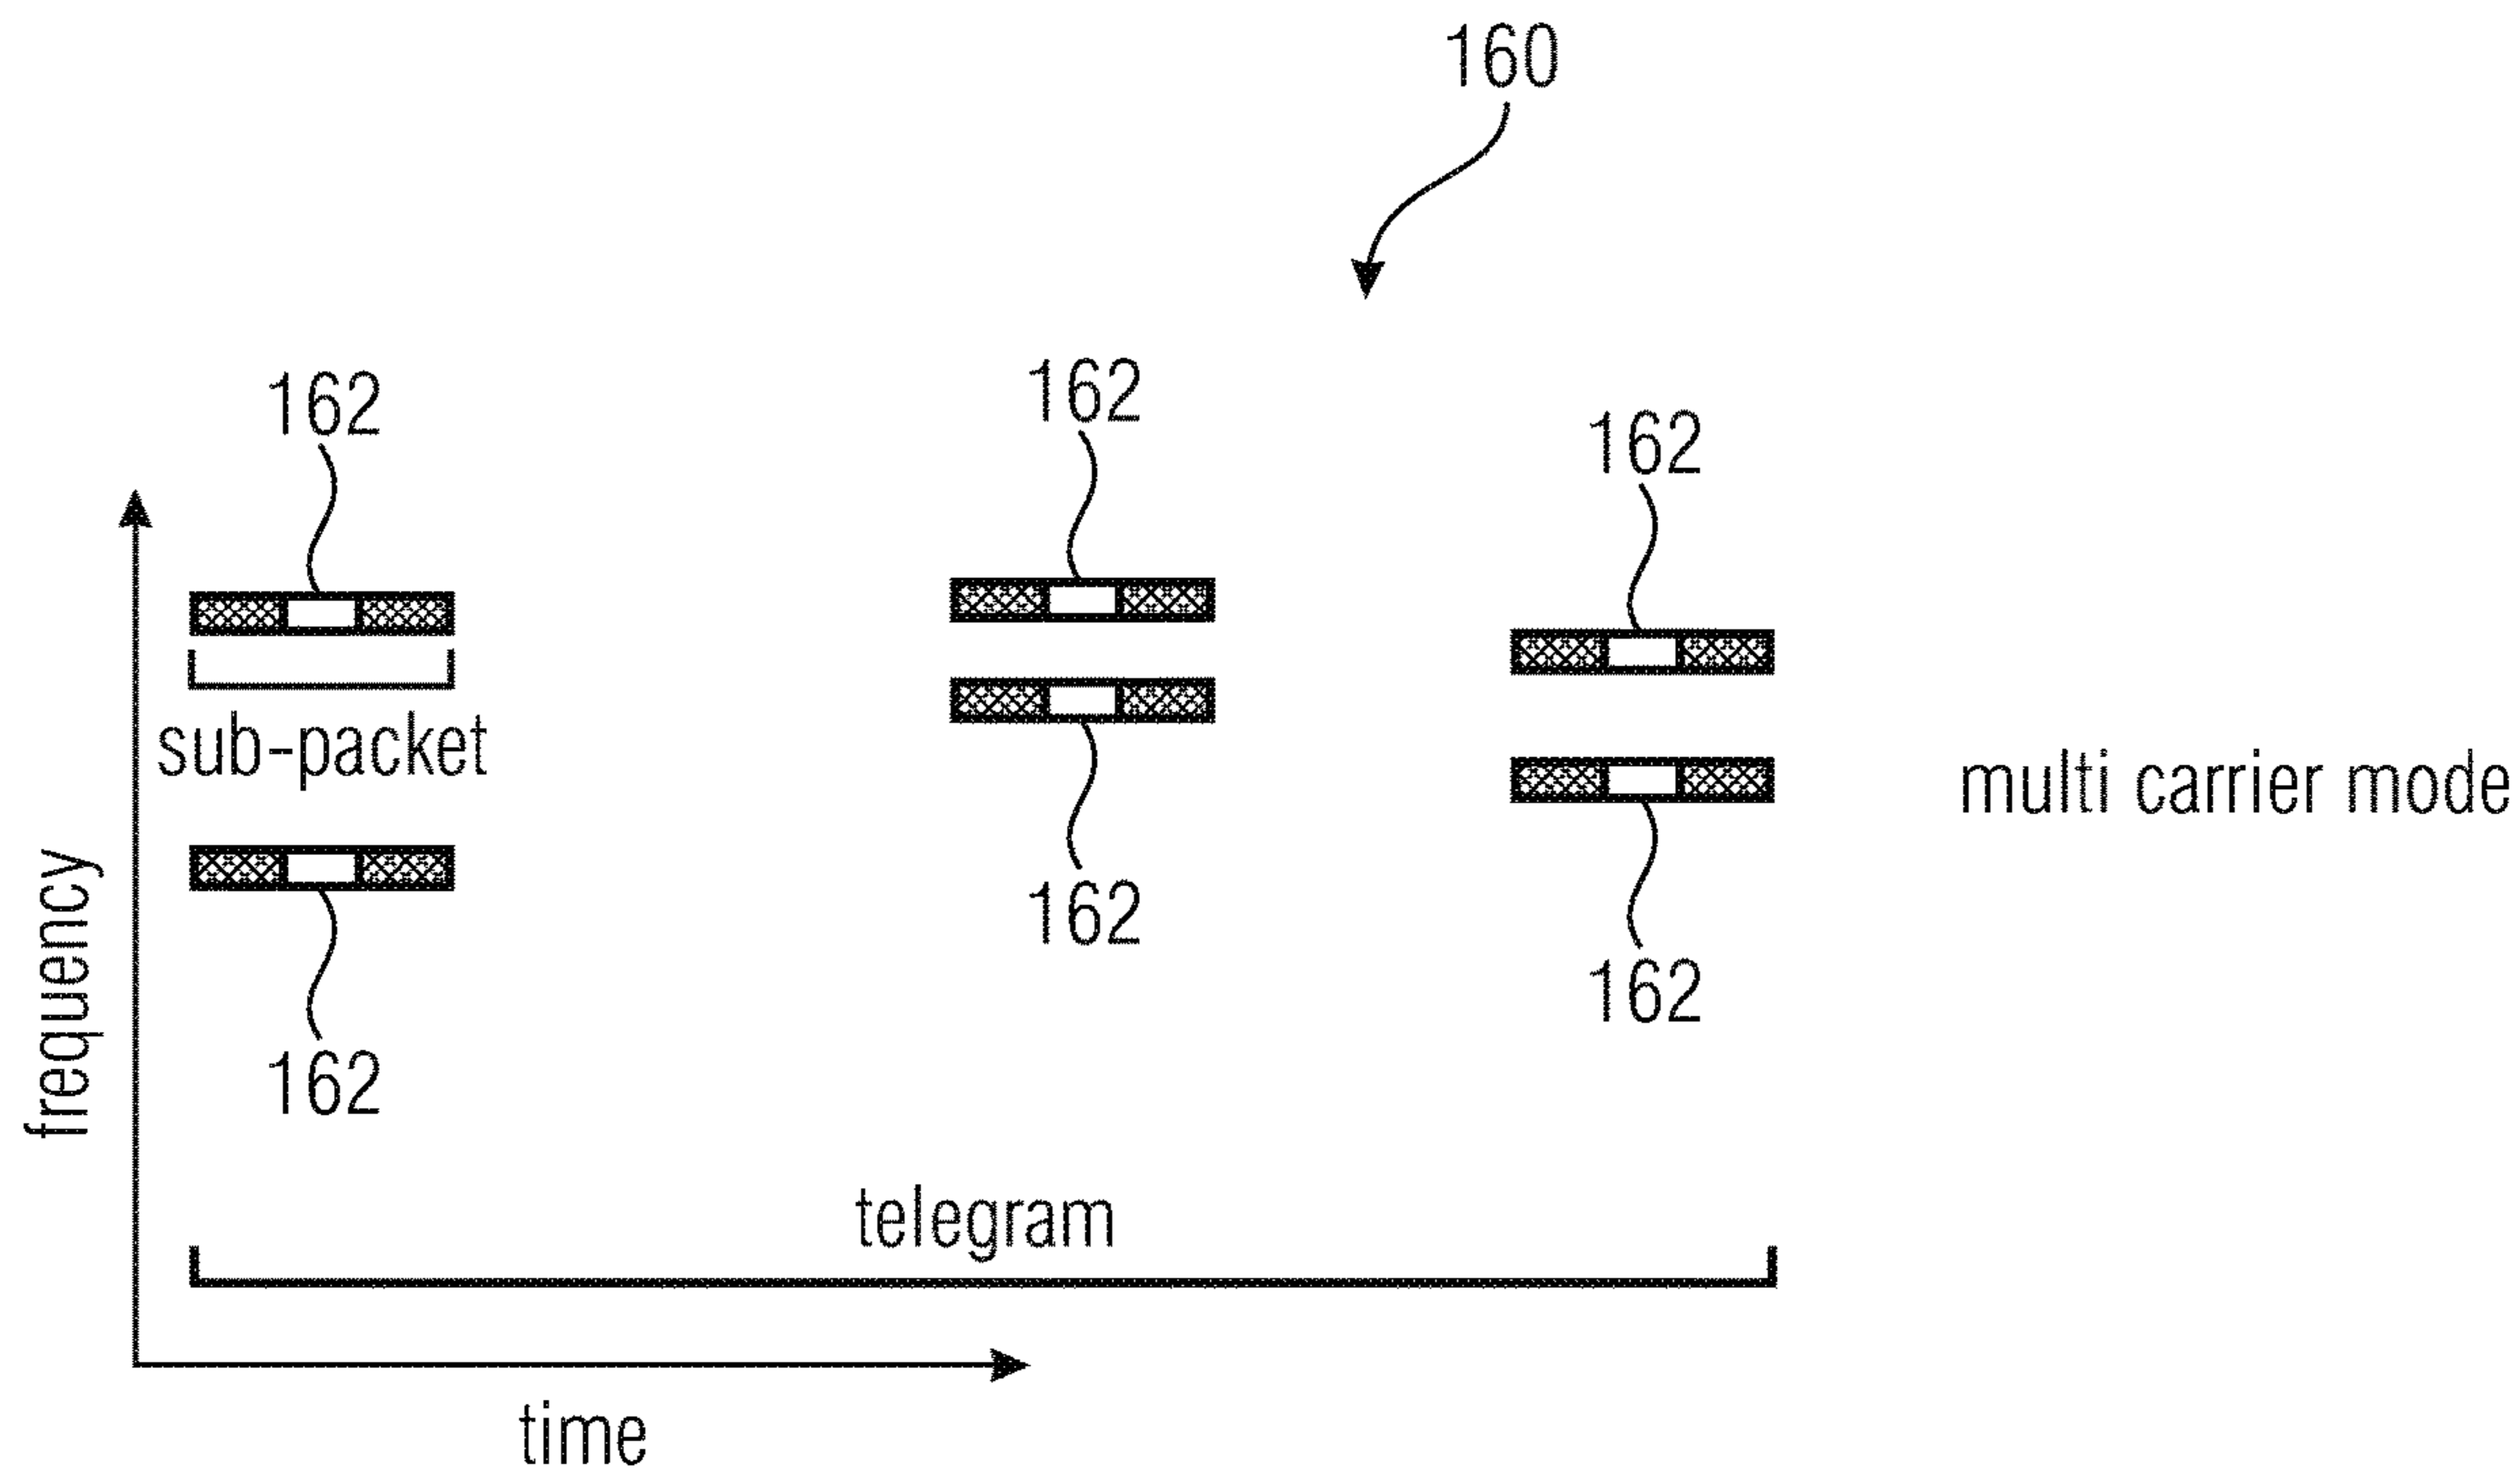 160
162
162
162
sub-packet
multi carrier mode
frequency
162
162
162
telegram
time